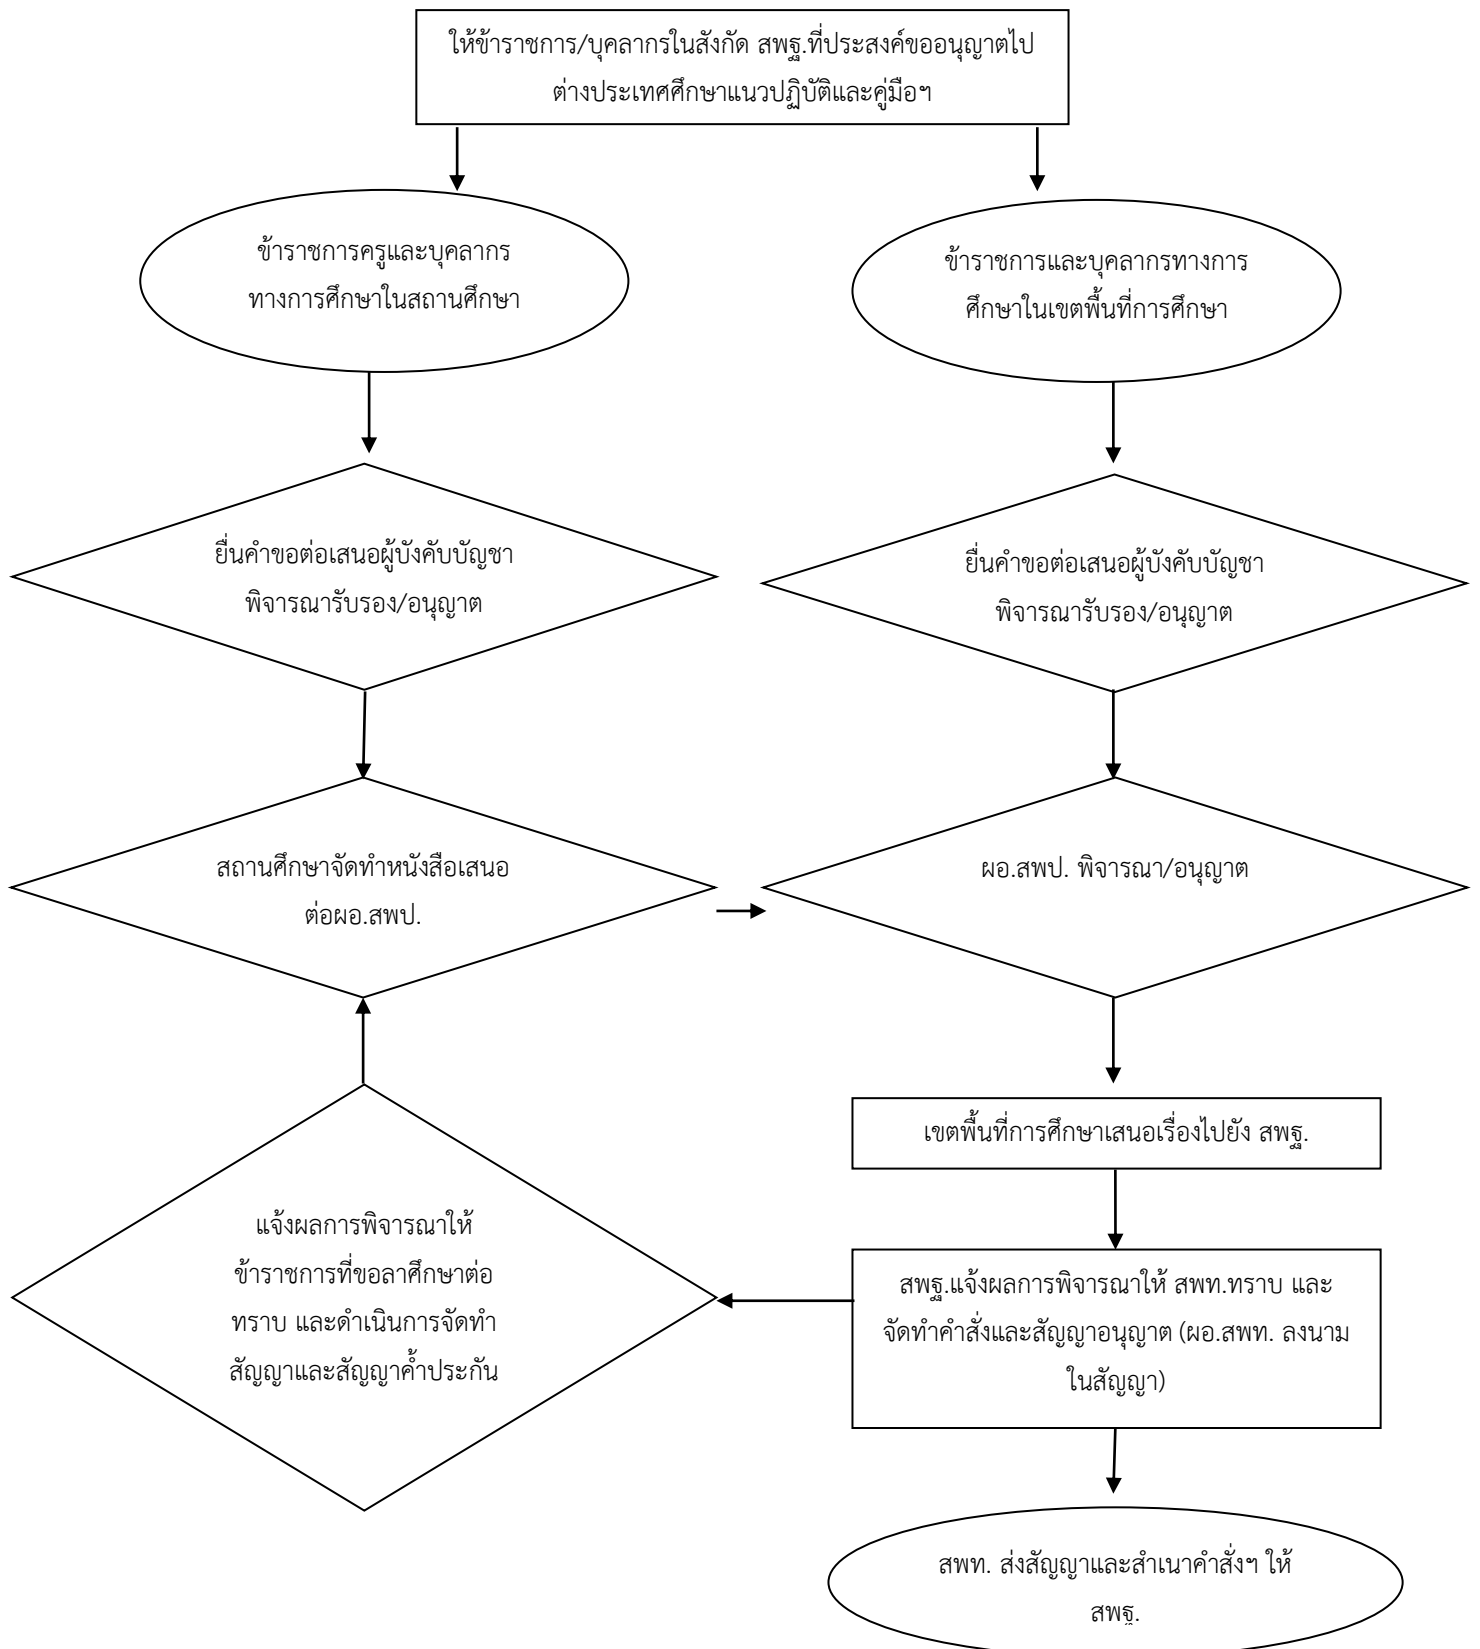 ให้ข้าราชการ/บุคลากรในสังกัด สพฐ.ที่ประสงค์ขออนุญาตไป
ต่างประเทศศึกษาแนวปฏิบัติและคู่มือฯ
ข้าราชการครูและบุคลากร
ทางการศึกษาในสถานศึกษา
ข้าราชการและบุคลากรทางการ
ศึกษาในเขตพื้นที่การศึกษา
ยื่นคำขอต่อเสนอผู้บังคับบัญชา
พิจารณารับรอง/อนุญาต
ยื่นคำขอต่อเสนอผู้บังคับบัญชา
พิจารณารับรอง/อนุญาต
สถานศึกษาจัดทำหนังสือเสนอ
ต่อผอ.สพป.
ผอ.สพป. พิจารณา/อนุญาต
เขตพื้นที่การศึกษาเสนอเรื่องไปยัง สพฐ.
แจ้งผลการพิจารณาให้
ข้าราชการที่ขอลาศึกษาต่อ
ทราบ และดำเนินการจัดทำ
สัญญาและสัญญาค้ำประกัน
สพฐ.แจ้งผลการพิจารณาให้ สพท.ทราบ และ
จัดทำคำสั่งและสัญญาอนุญาต (ผอ.สพท. ลงนาม
ในสัญญา)
สพท. ส่งสัญญาและสำเนาคำสั่งฯ ให้
สพฐ.